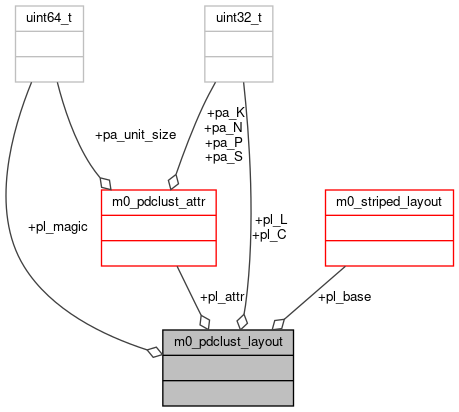 uint64_t
uint32_t
+pa_unit_size
+pa_K
+pa_N
+pa_P
+pa_S
m0_pdclust_attr
m0_striped_layout
+pl_magic
+pl_L
+pl_C
+pl_attr
+pl_base
m0_pdclust_layout